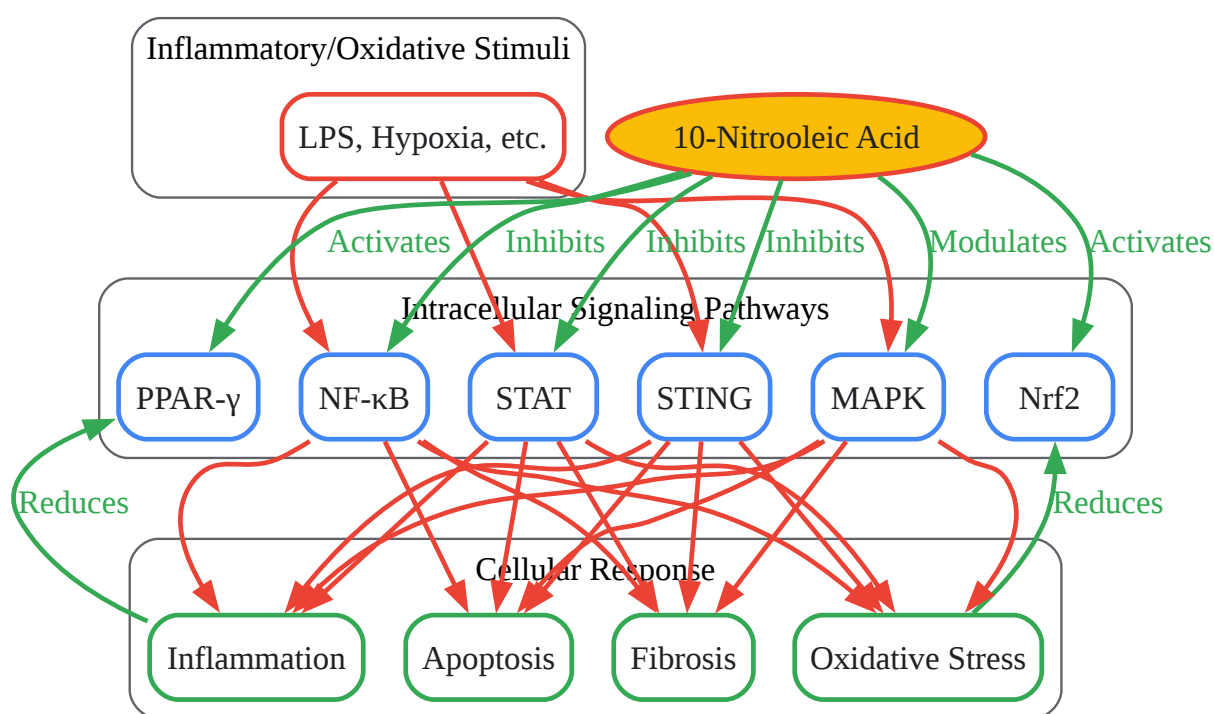 Inflammatory/Oxidative Stimuli
LPS, Hypoxia, etc.
10-Nitrooleic Acid
Activates
Inhibits
Inhibits
Inhibits
Modulates
Activates
Intracellular Signaling Pathways
PPAR-γ
NF-κB
STAT
STING
MAPK
Nrf2
Reduces
Reduces
Cellular Response
Inflammation
Apoptosis
Fibrosis
Oxidative Stress